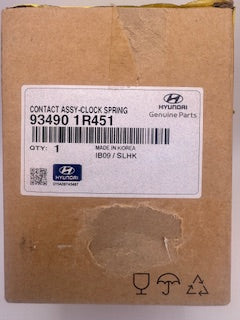 CONTACT ASSY-CLOCK SPRING
93490 1R451
HYUNDAI
Genuine Parts
QTY: 1
MADE IN KOREA
IB09 / SLHK
HYUNDAI